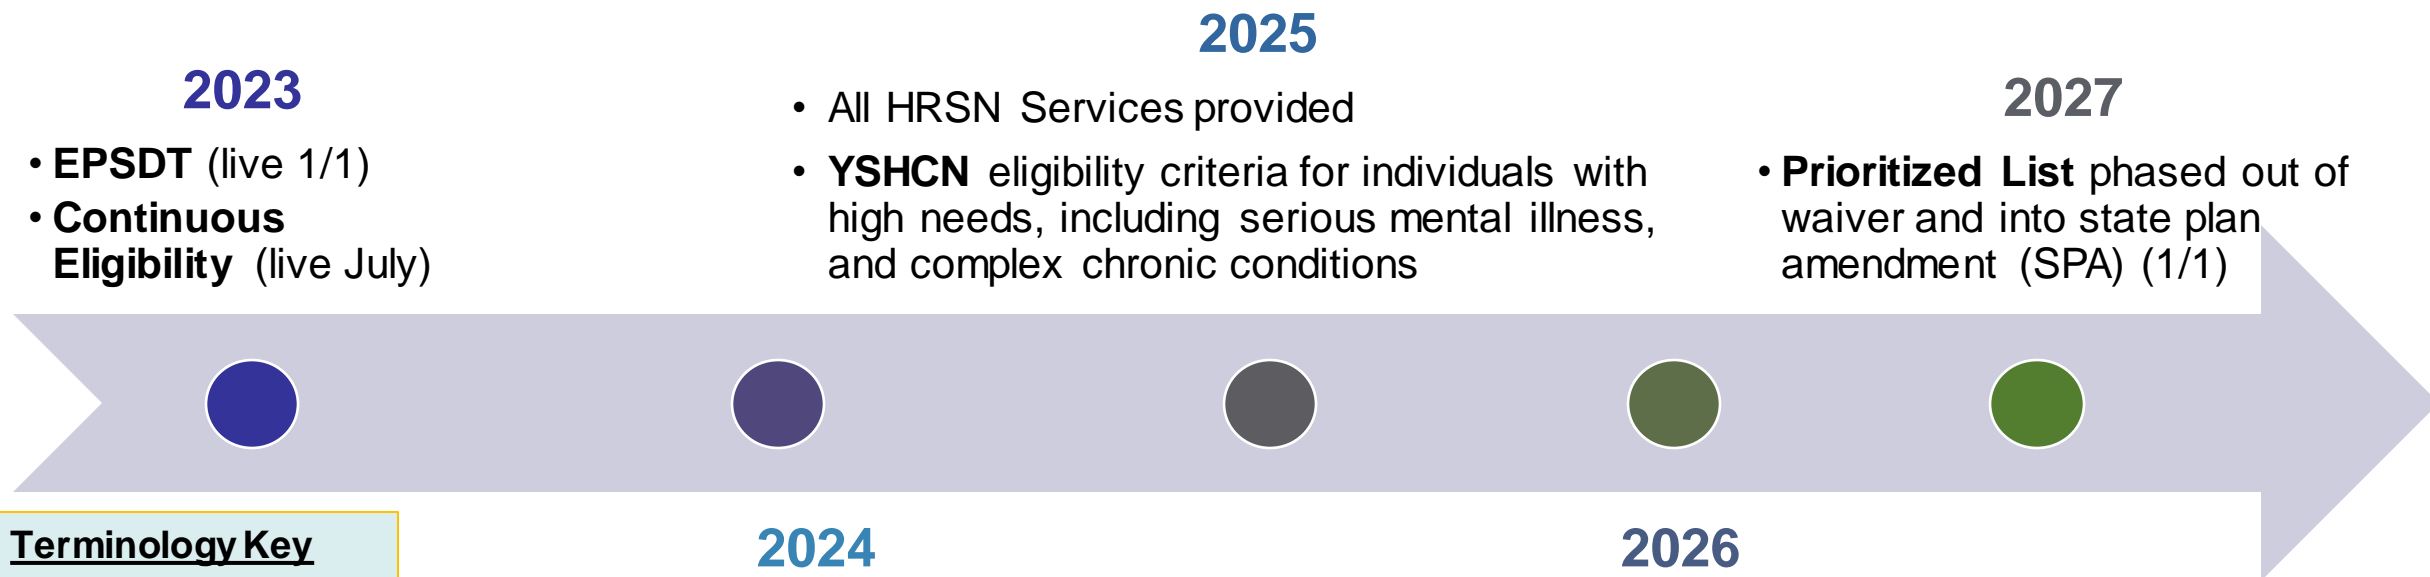 2023
• EPSDT (live 1/1)
• Continuous
Eligibility (live July)
2025
• All HRSN Services provided
• YSHCN eligibility criteria for individuals with
high needs, including serious mental illness,
and complex chronic conditions
2027
• Prioritized List phased out of
waiver and into state plan
amendment (SPA) (1/1)
Terminology Key
2024
2026